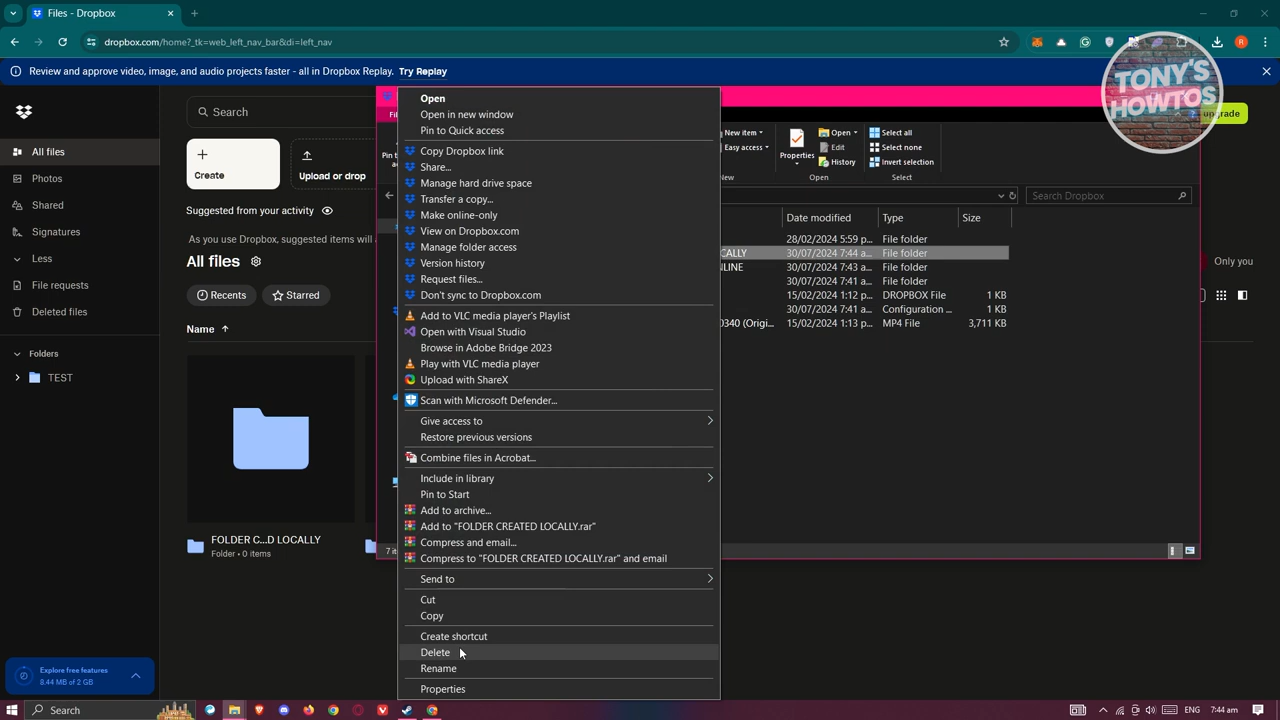 Files - Dropbox
dropbox.com/home?_tk=web_left_nav_bar&di=left_nav
Review and approve video, image, and audio projects faster - all in Dropbox Replay. Try Replay
TONY'S
HOWTOS
upgrade
Search
All files
Photos
Shared
Signatures
Less
File requests
Deleted files
Folders
TEST
Explore free features
8.44 MB of 2 GB
Create
Upload or drop
Suggested from your activity
As you use Dropbox, suggested items will a
All files
Recents
Starred
Only you
Name
FOLDER C...D LOCALLY
Folder • 0 items
Fil
Pin to
Open
Open in new window
Pin to Quick access
Copy Dropbox link
Share...
Manage hard drive space
Transfer a copy...
Make online-only
View on Dropbox.com
Manage folder access
Version history
Request files...
Don't sync to Dropbox.com
Add to VLC media player's Playlist
Open with Visual Studio
Browse in Adobe Bridge 2023
Play with VLC media player
Upload with ShareX
Scan with Microsoft Defender...
Give access to
Restore previous versions
Combine files in Acrobat...
Include in library
Pin to Start
Add to archive...
Add to "FOLDER CREATED LOCALLY.rar"
Compress and email...
Compress to "FOLDER CREATED LOCALLY.rar" and email
Send to
Cut
Copy
Create shortcut
Delete
Rename
Properties
New item
Easy access
New
Properties
Open
Edit
History
Open
Select all
Select none
Invert selection
Select
Search Dropbox
Date modified Type Size
28/02/2024 5:59 p... File folder
CALLY 30/07/2024 7:44 a... File folder
NLINE 30/07/2024 7:43 a... File folder
30/07/2024 7:43 a... File folder
15/02/2024 1:12 p... DROPBOX File 1 KB
30/07/2024 7:41 a... Configuration ... 1 KB
0340 (Origi... 15/02/2024 1:13 p... MP4 File 3,711 KB
7 it
Search
ENG
7:44 am